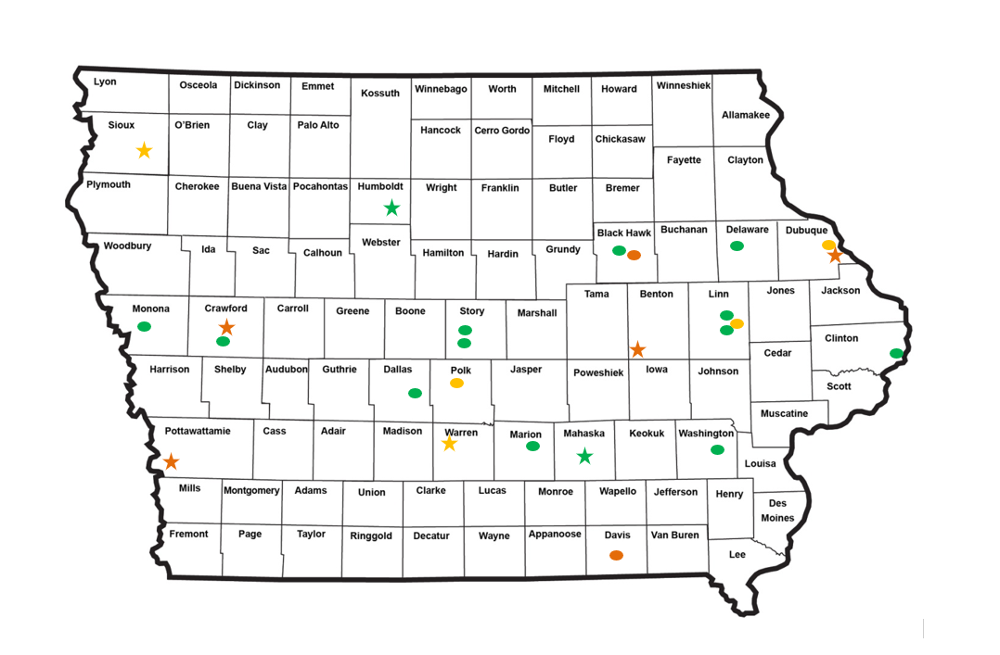 Lyon
Osceola
Dickinson
Emmet
Kossuth
Winnebago
Worth
Mitchell
Howard
Winneshiek
Allamakee
Sioux
O'Brien
Clay
Palo Alto
Hancock
Cerro Gordo
Floyd
Chickasaw
Fayette
Clayton
Plymouth
Cherokee
Buena Vista
Pocahontas
Humboldt
Wright
Franklin
Butler
Bremer
Black Hawk
Buchanan
Delaware
Dubuque
Woodbury
Ida
Sac
Calhoun
Webster
Hamilton
Hardin
Grundy
Tama
Benton
Linn
Jones
Jackson
Monona
Crawford
Carroll
Greene
Boone
Story
Marshall
Clinton
Cedar
Harrison
Shelby
Audubon
Guthrie
Dallas
Polk
Jasper
Poweshiek
Iowa
Johnson
Scott
Muscatine
Pottawattamie
Cass
Adair
Madison
Warren
Marion
Mahaska
Keokuk
Washington
Louisa
Mills
Montgomery
Adams
Union
Clarke
Lucas
Monroe
Wapello
Jefferson
Henry
Des
Moines
Fremont
Page
Taylor
Ringgold
Decatur
Wayne
Appanoose
Davis
Van Buren
Lee